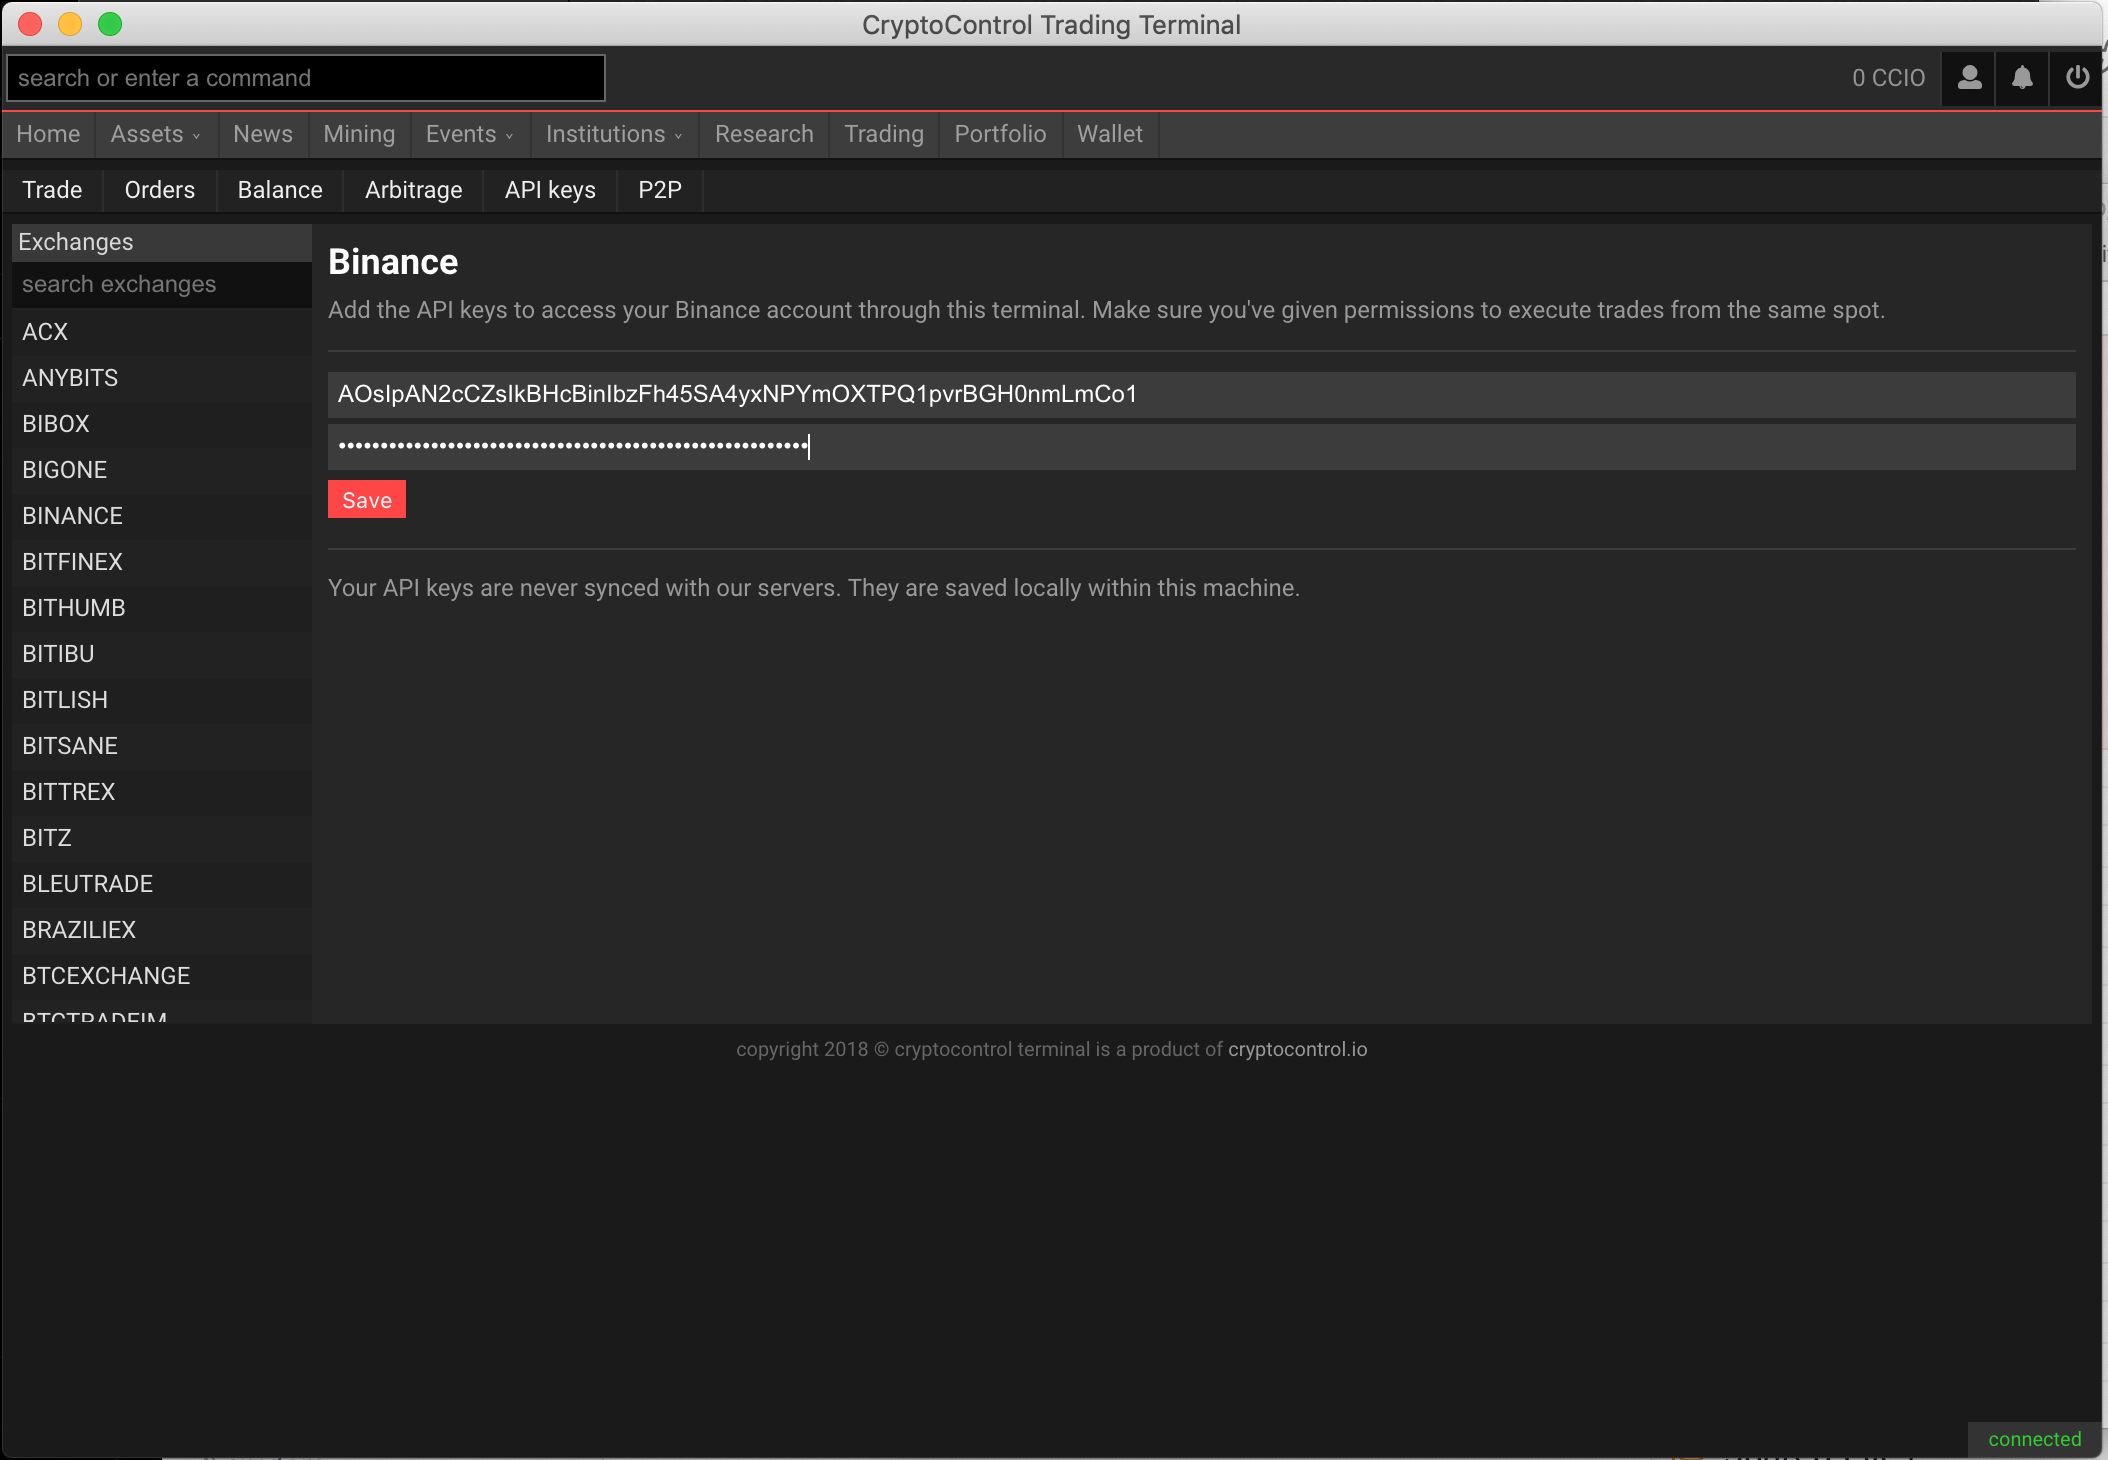 CryptoControl Trading Terminal
search or enter a command
0 CCIO
Home Assets News Mining Events Institutions Research Trading Portfolio Wallet
Trade Orders Balance Arbitrage API keys P2P
Exchanges
search exchanges
ACX
ANYBITS
BIBOX
BIGONE
BINANCE
BITFINEX
BITHUMB
BITIBU
BITLISH
BITSANE
BITTREX
BITZ
BLEUTRADE
BRAZILIEX
BTCEXCHANGE
BTCTRADEIM
Binance
Add the API keys to access your Binance account through this terminal. Make sure you've given permissions to execute trades from the same spot.
AOsIpAN2cCZsIkBHcBinIbzFh45SA4yxNPYmOXTPQ1pvrBGH0nmLmCo1
Save
Your API keys are never synced with our servers. They are saved locally within this machine.
copyright 2018 © cryptocontrol terminal is a product of cryptocontrol.io
connected